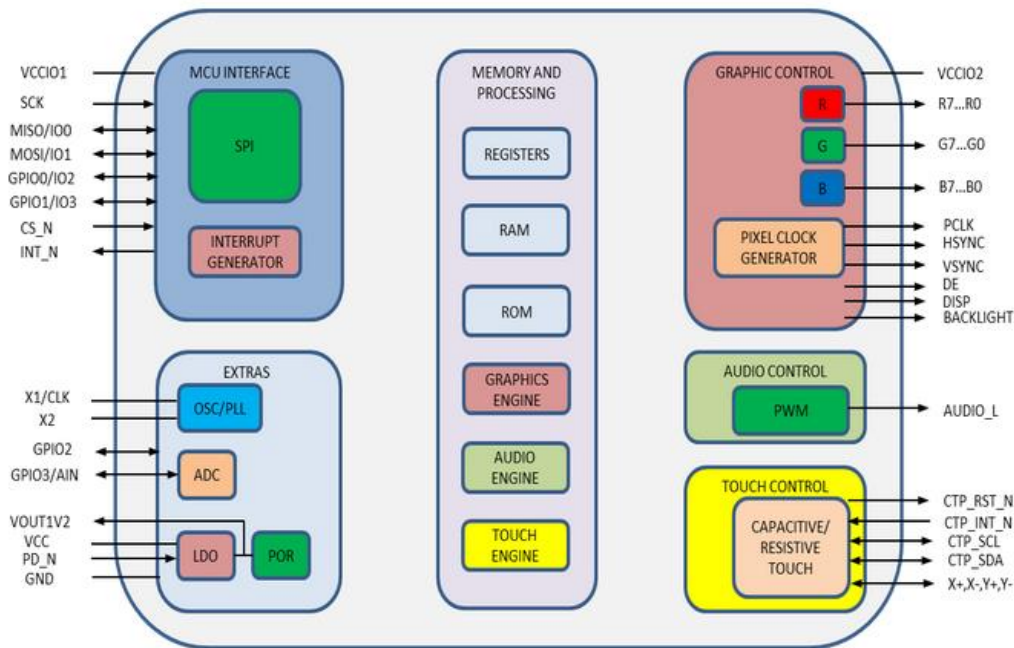 VCCIO1
SCK
MISO/IO0
MOSI/IO1
GPIO0/IO2
GPIO1/IO3
CS_N
INT_N
MCU INTERFACE
SPI
INTERRUPT
GENERATOR
X1/CLK
X2
GPIO2
GPIO3/AIN
VOUT1V2
VCC
PD_N
GND
EXTRAS
OSC/PLL
ADC
LDO
POR
MEMORY AND
PROCESSING
REGISTERS
RAM
ROM
GRAPHICS
ENGINE
AUDIO
ENGINE
TOUCH
ENGINE
GRAPHIC CONTROL
R
G
B
PIXEL CLOCK
GENERATOR
VCCIO2
R7...R0
G7...G0
B7...B0
PCLK
HSYNC
VSYNC
DE
DISP
BACKLIGHT
AUDIO CONTROL
PWM
AUDIO_L
TOUCH CONTROL
CAPACITIVE/
RESISTIVE
TOUCH
CTP_RST_N
CTP_INT_N
CTP_SCL
CTP_SDA
X+,X-,Y+,Y-